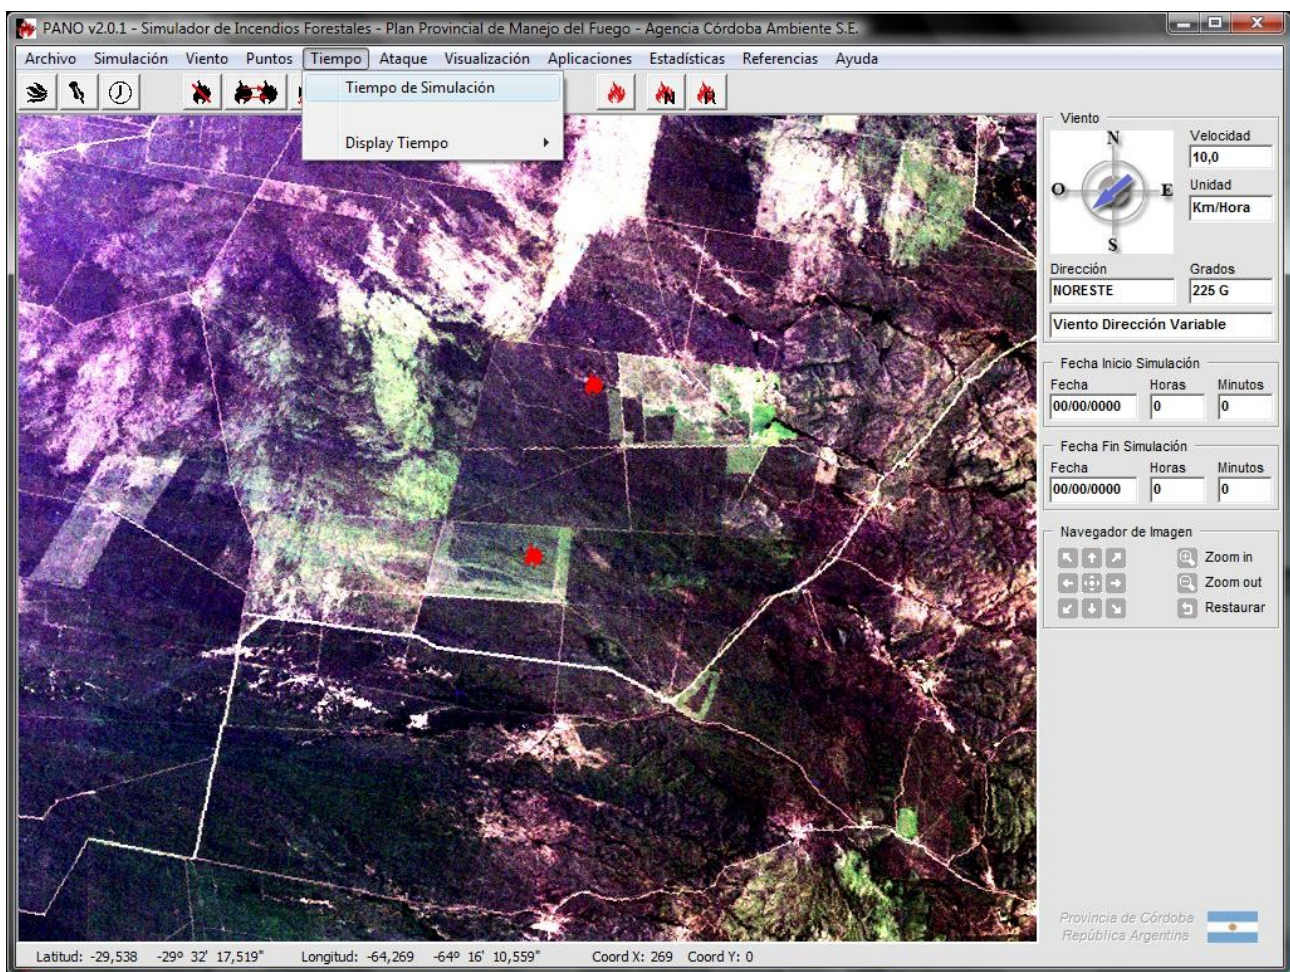 PANO v2.0.1 - Simulador de Incendios Forestales - Plan Provincial de Manejo del Fuego - Agencia Córdoba Ambiente S.E.
Archivo Simulación Viento Puntos Tiempo Ataque Visualización Aplicaciones Estadísticas Referencias Ayuda
Tiempo de Simulación
Display Tiempo
N R
Viento
N
O E
S
Velocidad
10,0
Unidad
Km/Hora
Dirección Grados
NORESTE 225 G
Viento Dirección Variable
Fecha Inicio Simulación
Fecha Horas Minutos
00/00/0000 0 0
Fecha Fin Simulación
Fecha Horas Minutos
00/00/0000 0 0
Navegador de Imagen
Zoom in
Zoom out
Restaurar
Provincia de Córdoba
República Argentina
Latitud: -29,538 -29º 32' 17,519" Longitud: -64,269 -64º 16' 10,559" Coord X: 269 Coord Y: 0